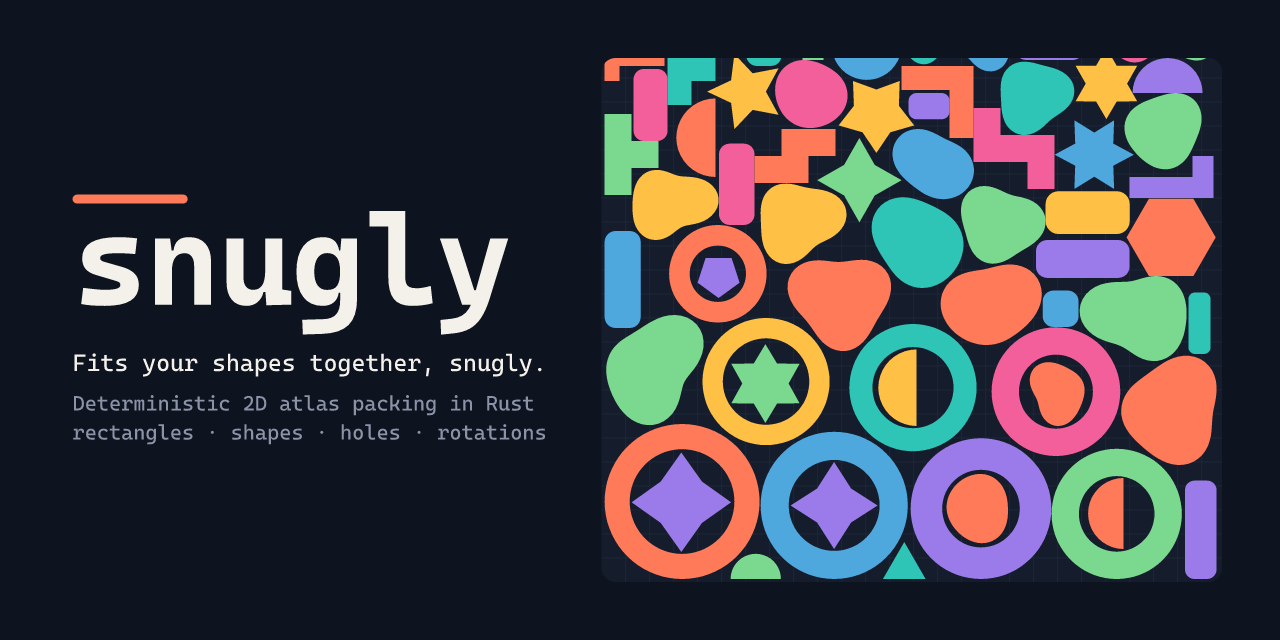 snugly
Fits your shapes together, snugly.
Deterministic 2D atlas packing in Rust
rectangles · shapes · holes · rotations